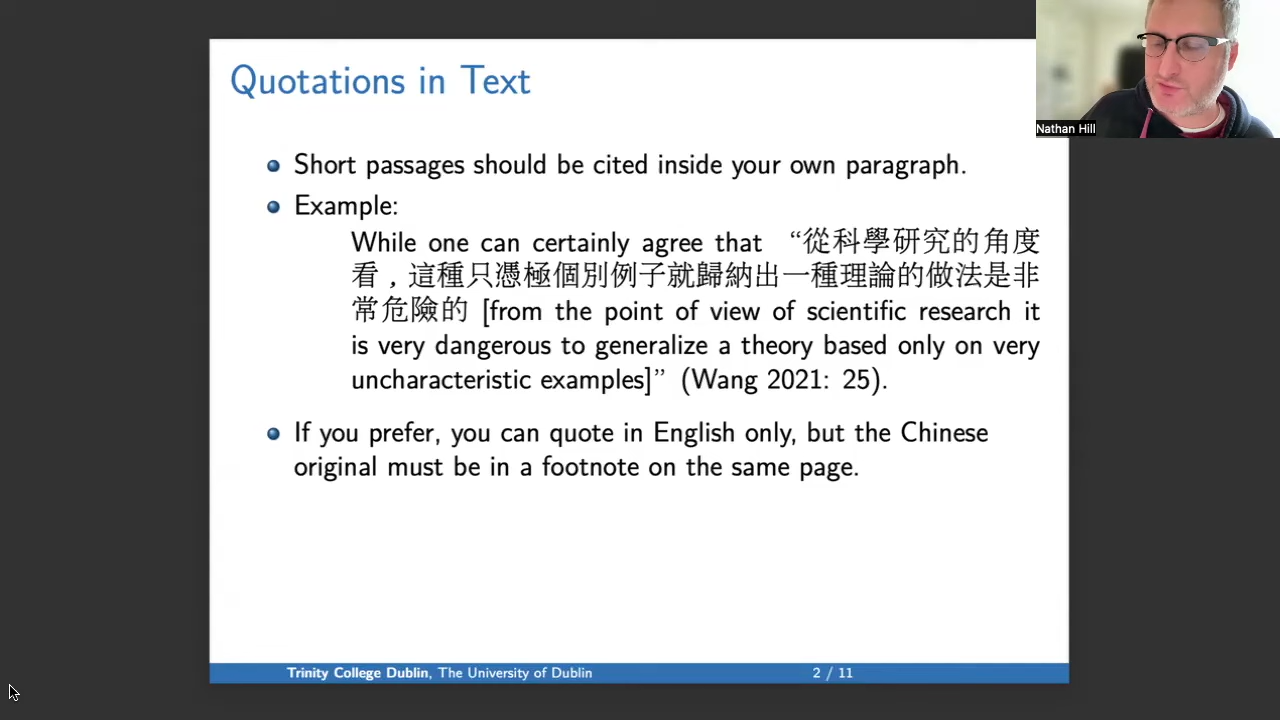 Quotations in Text
Nathan Hill
Short passages should be cited inside your own paragraph.
Example:
While one can certainly agree that “從科學研究的角度
看，這種只憑極個別例子就歸納出一種理論的做法是非
常危險的 [from the point of view of scientific research it
is very dangerous to generalize a theory based only on very
uncharacteristic examples]” (Wang 2021: 25).
If you prefer, you can quote in English only, but the Chinese
original must be in a footnote on the same page.
Trinity College Dublin, The University of Dublin
2 / 11